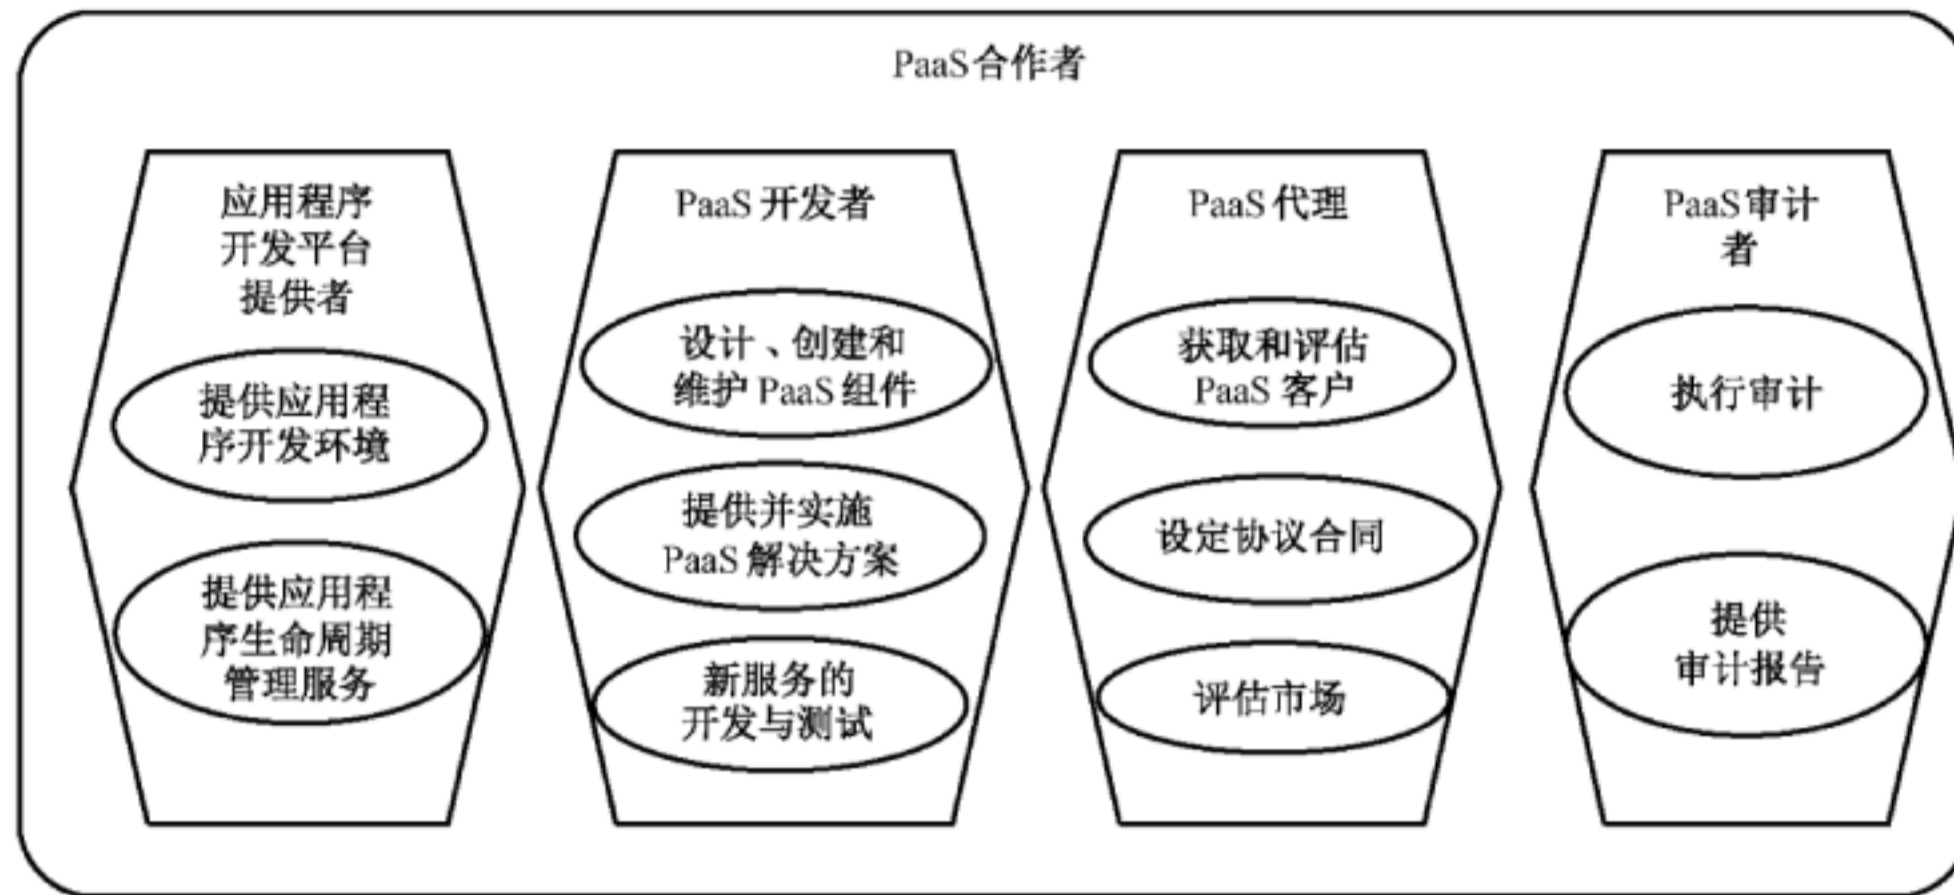 PaaS合作者
应用程序
开发平台
提供者
提供应用程
序开发环境
提供应用程
序生命周期
管理服务
PaaS 开发者
设计、创建和
维护 PaaS 组件
提供并实施
PaaS 解决方案
新服务的
开发与测试
PaaS 代理
获取和评估
PaaS 客户
设定协议合同
评估市场
PaaS审计
者
执行审计
提供
审计报告